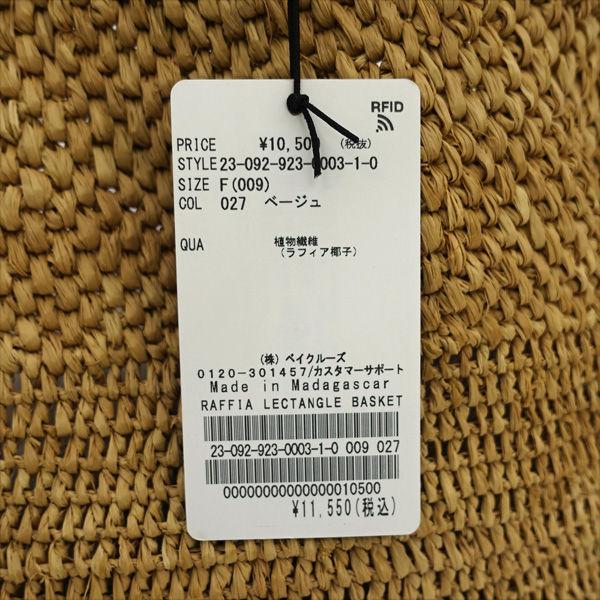 RFID
PRICE ¥10,500 (税抜)
STYLE 23-092-923-0003-1-0
SIZE F(009)
COL 027 ベージュ
QUA 植物繊維
(ラフィア椰子)
(株) ベイクルーズ
0120-301457/カスタマーサポート
Made in Madagascar
RAFFIA LECTANGLE BASKET
23-092-923-0003-1-0 009 027
00000000000000010500
¥11,550(税込)